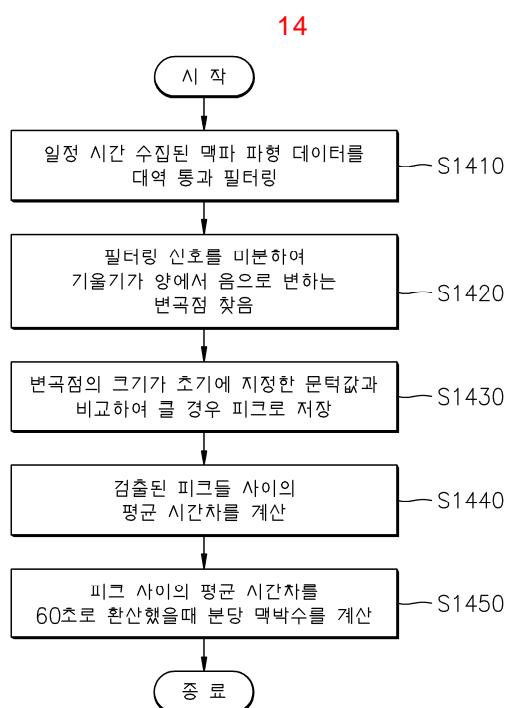 14
시 작
일정 시간 수집된 맥파 파형 데이터를
대역 통과 필터링
S1410
필터링 신호를 미분하여
기울기가 양에서 음으로 변하는
변곡점 찾음
S1420
변곡점의 크기가 초기에 지정한 문턱값과
비교하여 클 경우 피크로 저장
S1430
검출된 피크들 사이의
평균 시간차를 계산
S1440
피크 사이의 평균 시간차를
60초로 환산했을때 분당 맥박수를 계산
S1450
종 료